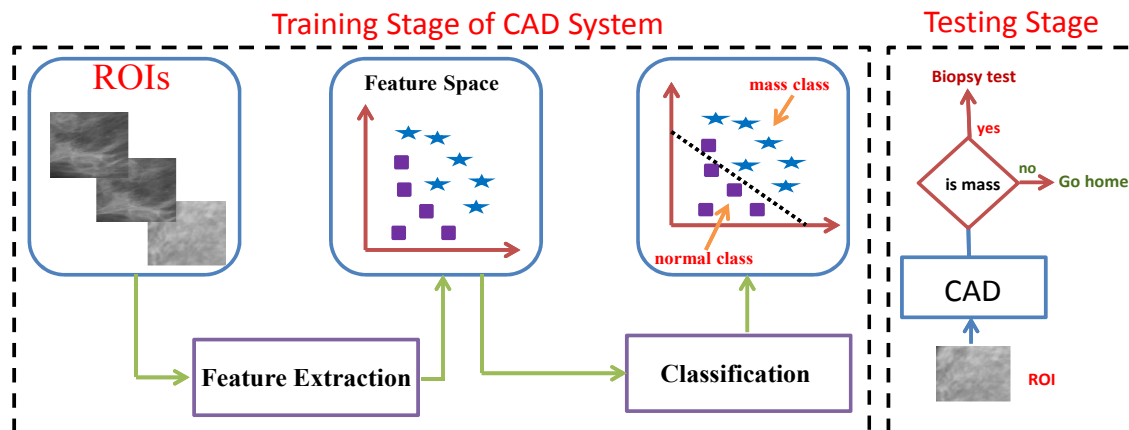 Training Stage of CAD System
ROIs
Feature Space
mass class
normal class
Feature Extraction
Classification
Testing Stage
Biopsy test
yes
is mass
no
Go home
CAD
ROI